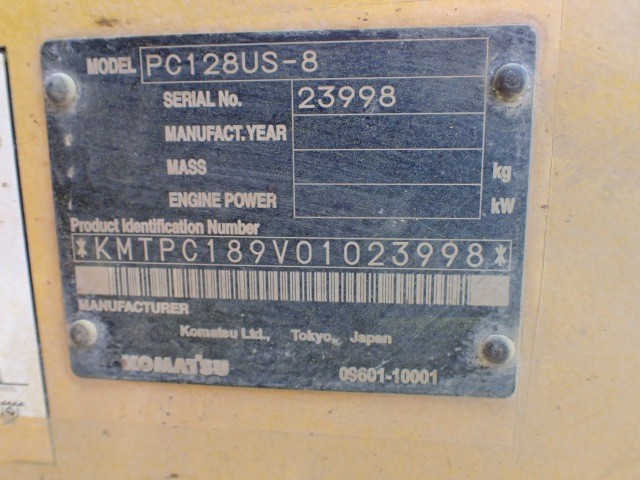 MODEL PC128US-8
SERIAL No. 23998
MANUFACT. YEAR
MASS kg
ENGINE POWER kW
Product Identification Number
*KMTPC189V01023998*
MANUFACTURER
Komatsu Ltd., Tokyo, Japan
KOMATSU 09601-10001